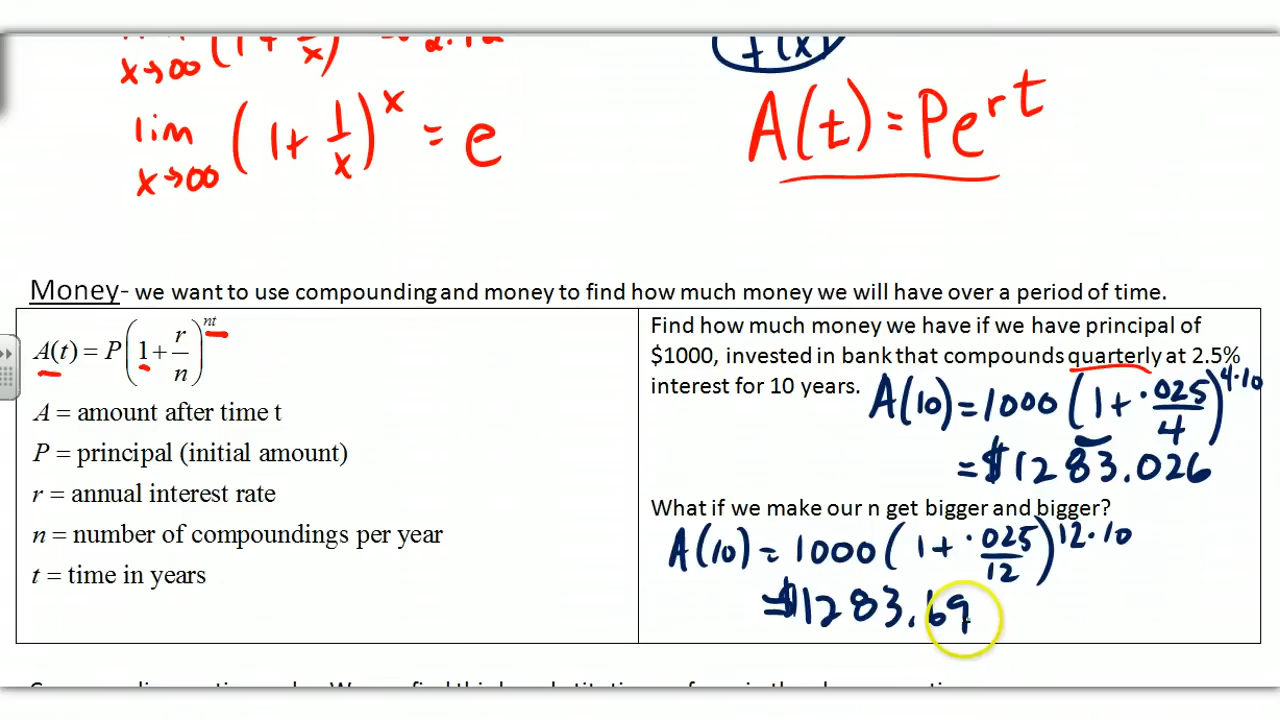 x→∞ (1+ /x)
f(x)
lim x→∞ (1+ 1/x)^x = e
A(t) = Pe^rt
Money- we want to use compounding and money to find how much money we will have over a period of time.
A(t) = P(1+ r/n)^nt
A = amount after time t
P = principal (initial amount)
r = annual interest rate
n = number of compoundings per year
t = time in years
Find how much money we have if we have principal of
$1000, invested in bank that compounds quarterly at 2.5%
interest for 10 years.
A(10) = 1000 (1+ .025/4)^4·10
= $1283.026
What if we make our n get bigger and bigger?
A(10) = 1000 (1+ .025/12)^12·10
= $1283.69